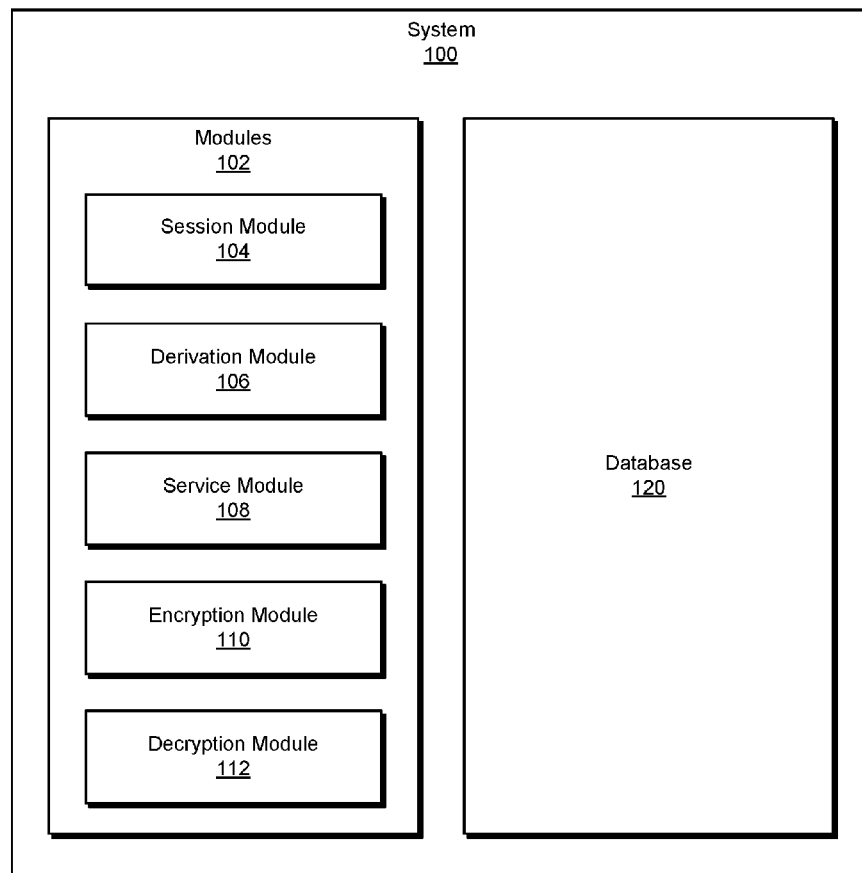 System
100
Modules
102
Session Module
104
Derivation Module
106
Service Module
108
Encryption Module
110
Decryption Module
112
Database
120